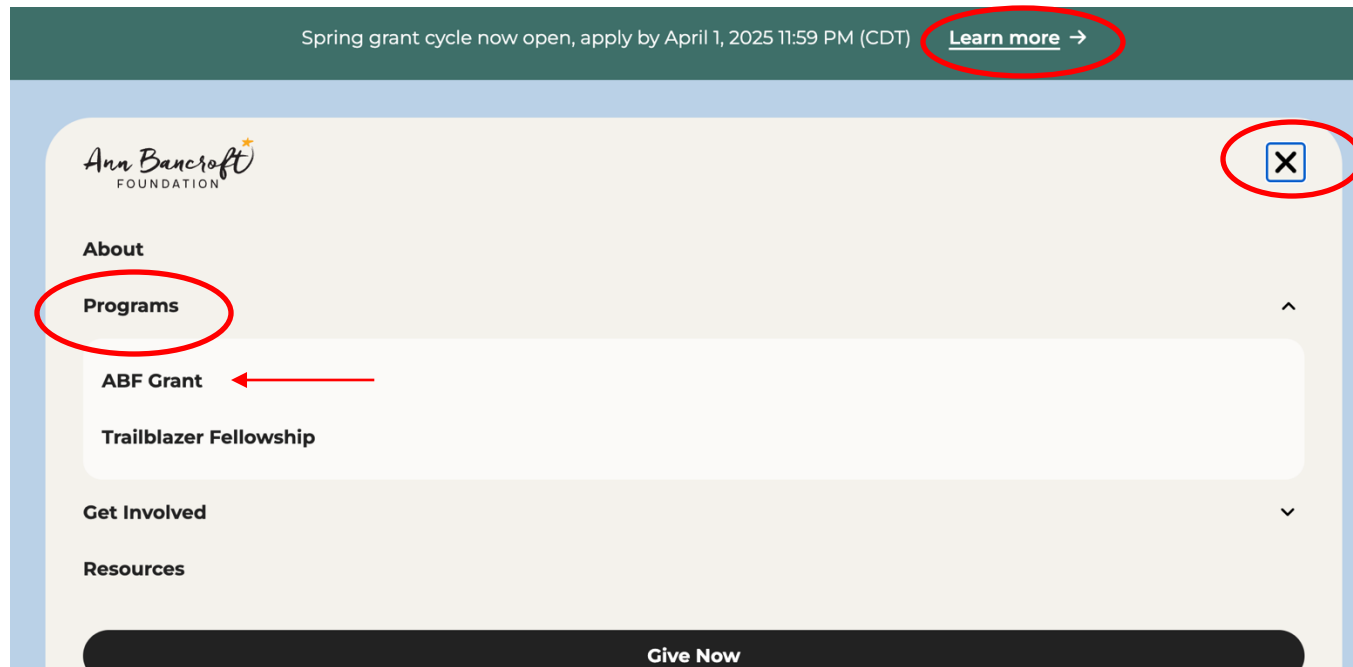 Spring grant cycle now open, apply by April 1, 2025 11:59 PM (CDT) Learn more →
Ann Bancroft
FOUNDATION
About
Programs
ABF Grant
Trailblazer Fellowship
Get Involved
Resources
Give Now